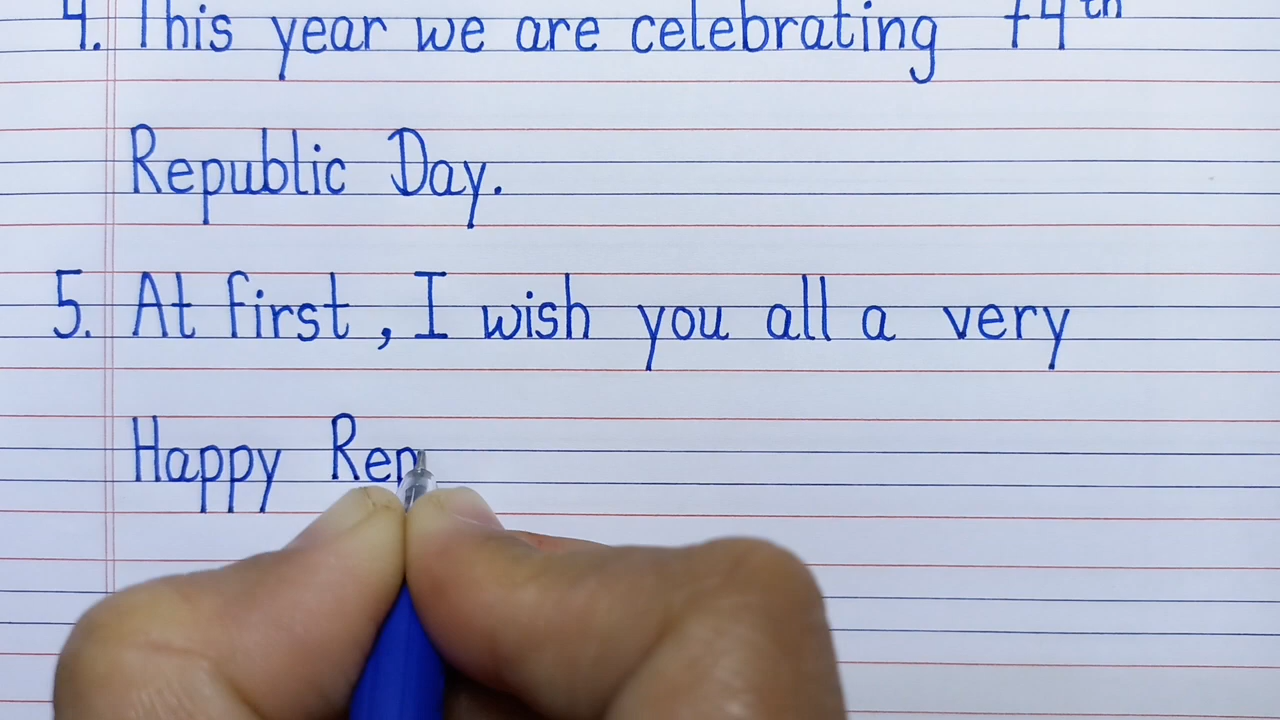 4. This year we are celebrating 74th
Republic Day.
5. At first, I wish you all a very
Happy Rep